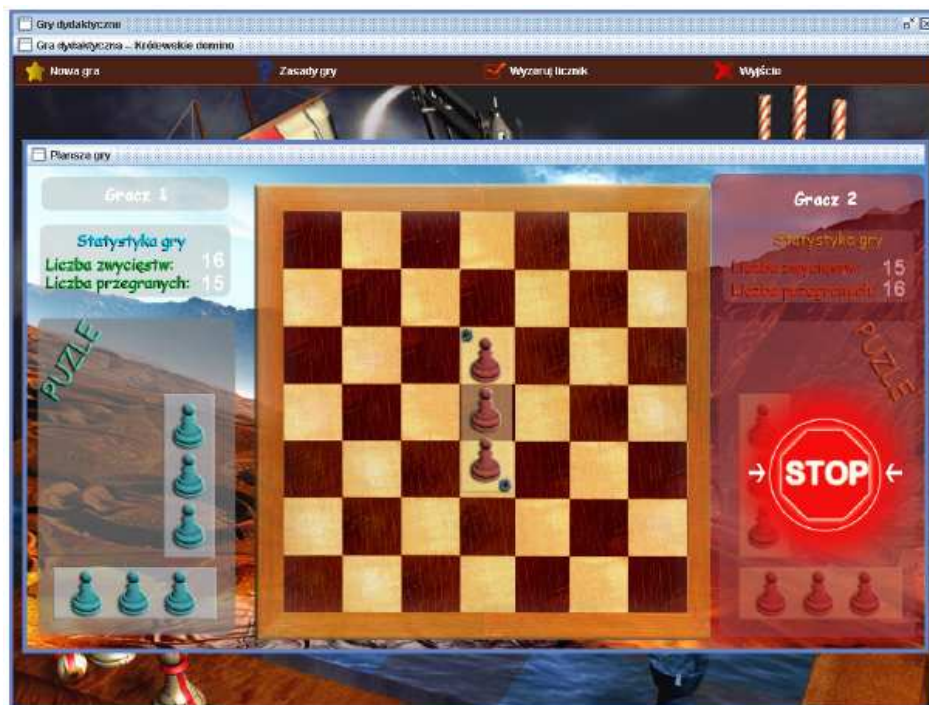 Gry dydaktyczne
Gra dydaktyczna – Królewskie domino
Nowa gra
Zasady gry
Wyzeruj licznik
Wyjście
Plansza gry
Gracz 1
Statystyka gry
Liczba zwycięstw: 16
Liczba przegranych: 15
PUZLE
Gracz 2
Statystyka gry
Liczba zwycięstw: 15
Liczba przegranych: 16
PUZLE
STOP